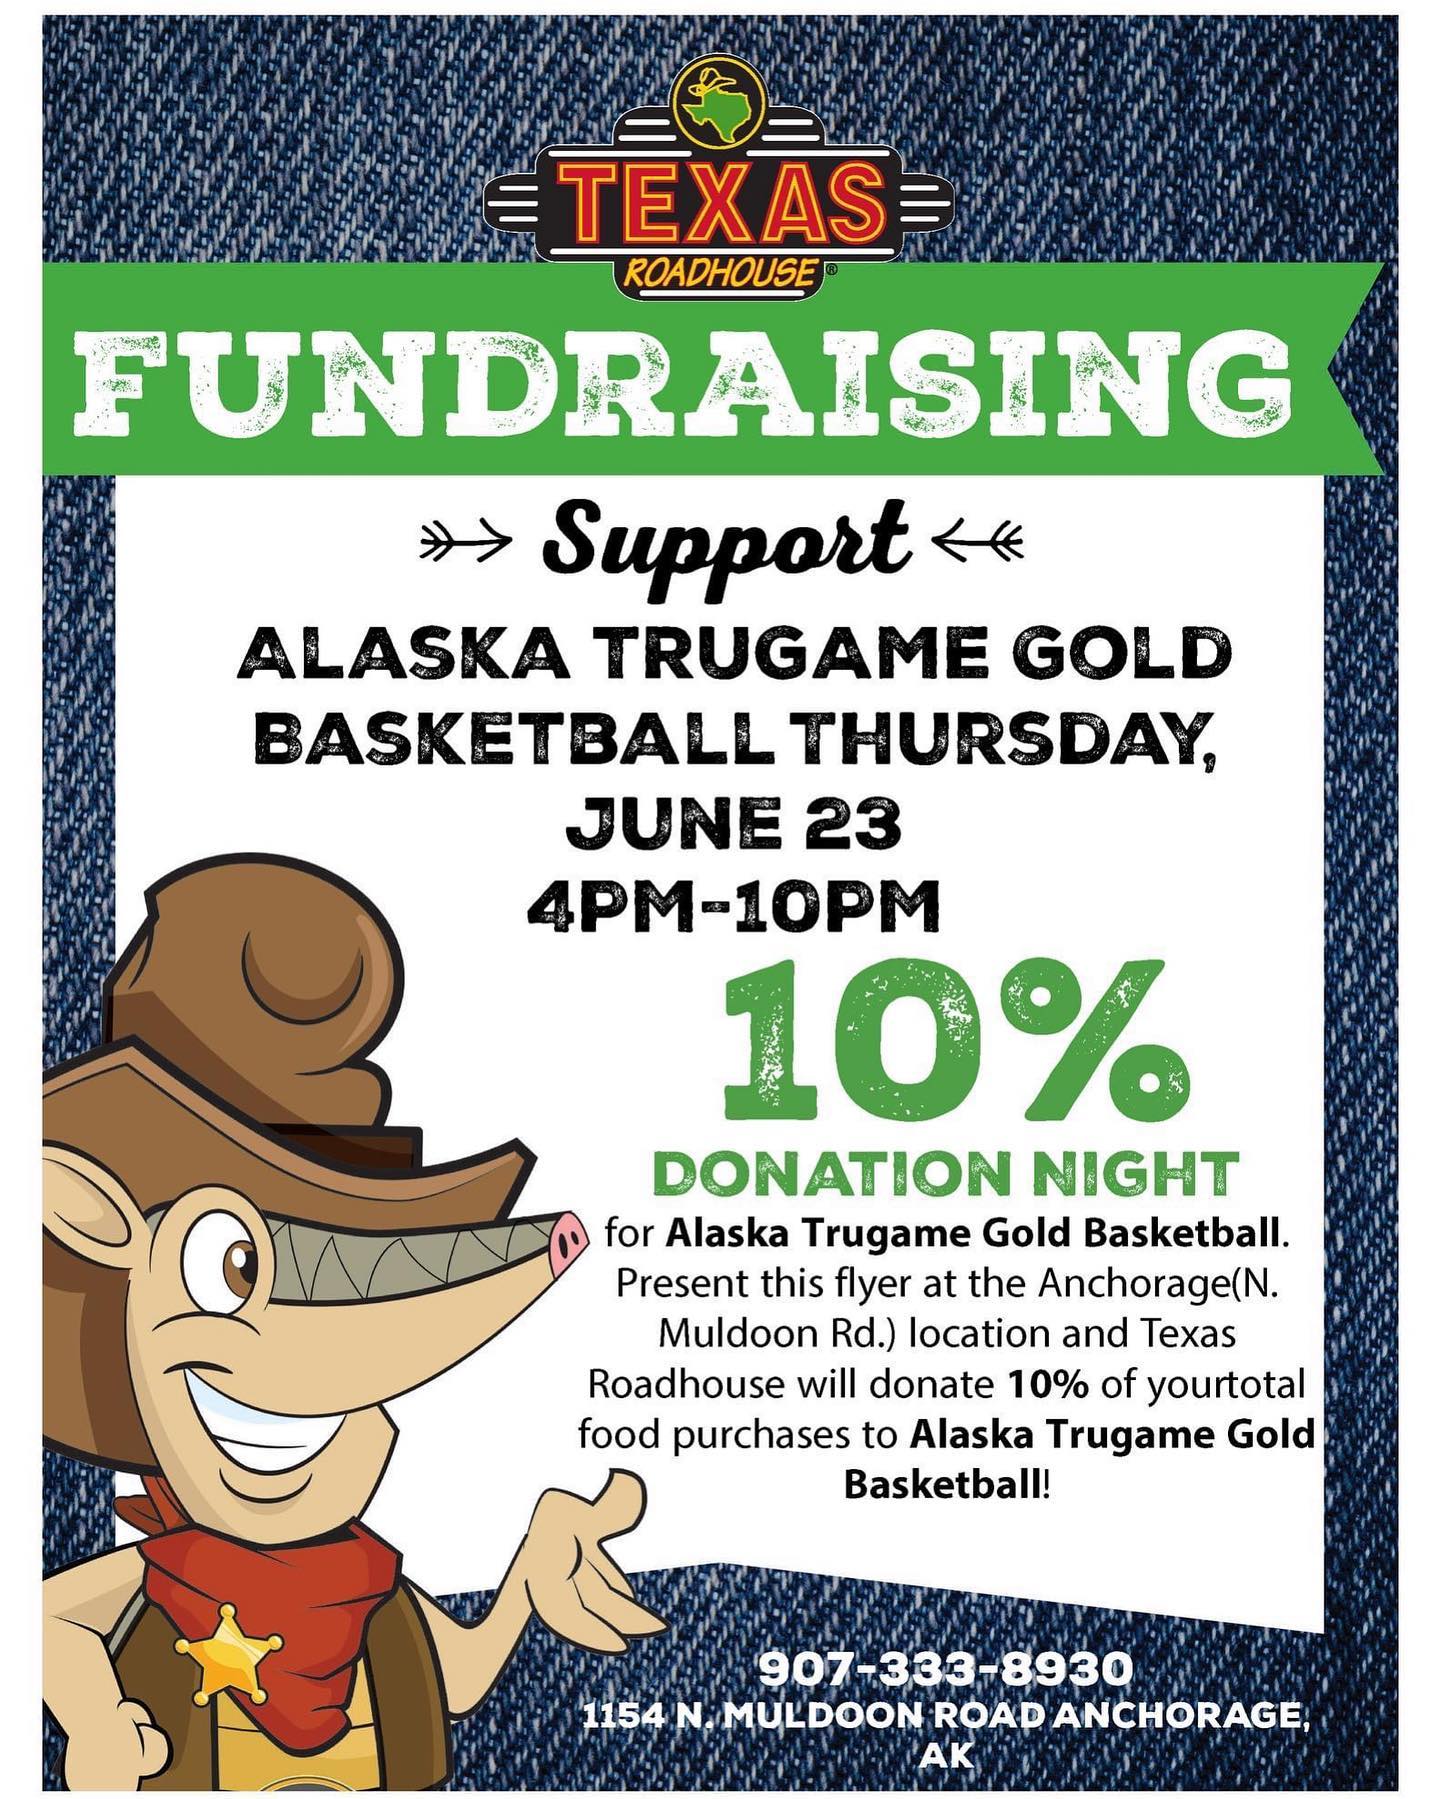 TEXAS
ROADHOUSE®
FUNDRAISING
Support
ALASKA TRUGAME GOLD
BASKETBALL THURSDAY,
JUNE 23
4PM-10PM
10%
DONATION NIGHT
for Alaska Trugame Gold Basketball.
Present this flyer at the Anchorage(N.
Muldoon Rd.) location and Texas
Roadhouse will donate 10% of yourtotal
food purchases to Alaska Trugame Gold
Basketball!
907-333-8930
1154 N. MULDOON ROAD ANCHORAGE,
AK